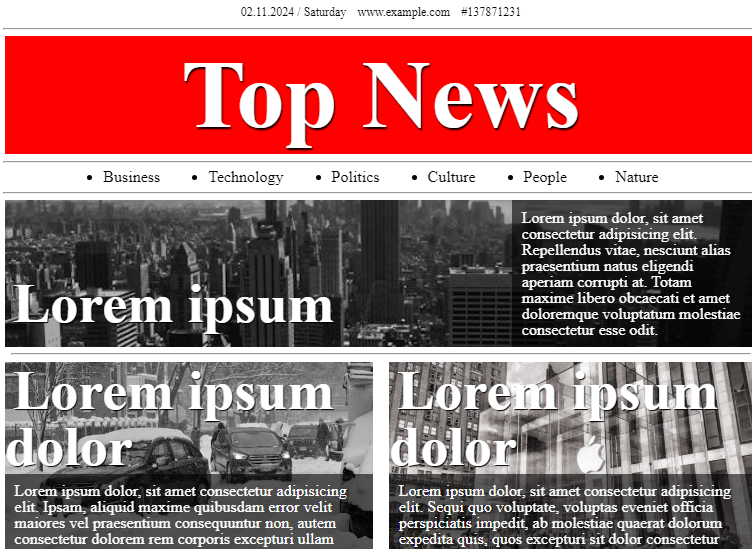 02.11.2024 / Saturday www.example.com #137871231
Top News
• Business • Technology • Politics • Culture • People • Nature
Lorem ipsum
Lorem ipsum dolor, sit amet
consectetur adipisicing elit.
Repellendus vitae, nesciunt alias
praesentium natus eligendi
aperiam corrupti at. Totam
maxime libero obcaecati et amet
doloremque voluptatum molestiae
consectetur esse odit.
Lorem ipsum
dolor
Lorem ipsum dolor, sit amet consectetur adipisicing
elit. Ipsam, aliquid maxime quibusdam error velit
maiores vel praesentium consequuntur non, autem
consectetur dolorem rem corporis excepturi ullam
Lorem ipsum
dolor
Lorem ipsum dolor, sit amet consectetur adipisicing
elit. Sequi quo voluptate, voluptas eveniet officia
perspiciatis impedit, ab molestiae quaerat dolorum
expedita quis, quos excepturi sit dolor consectetur